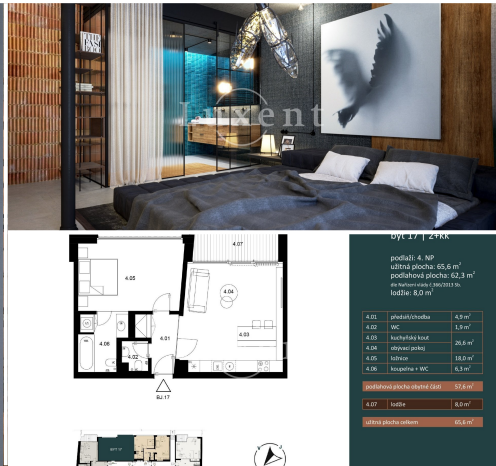 Luxent
byt 17 | 2+kk
podlaží: 4. NP
užitná plocha: 65,6 m²
podlahová plocha: 62,3 m²
dle Nařízení vlády č.366/2013 Sb.
lodžie: 8,0 m²
4.01 předsíň/chodba 4,9 m²
4.02 WC 1,9 m²
4.03 kuchyňský kout
26,6 m²
4.04 obývací pokoj
4.05 ložnice 18,0 m²
4.06 koupelna + WC 6,3 m²
podlahová plocha obytné části 57,6 m²
4.07 lodžie 8,0 m²
užitná plocha celkem 65,6 m²
4.07
4.05
4.04
4.03
4.01
4.06
4.02
BJ.17